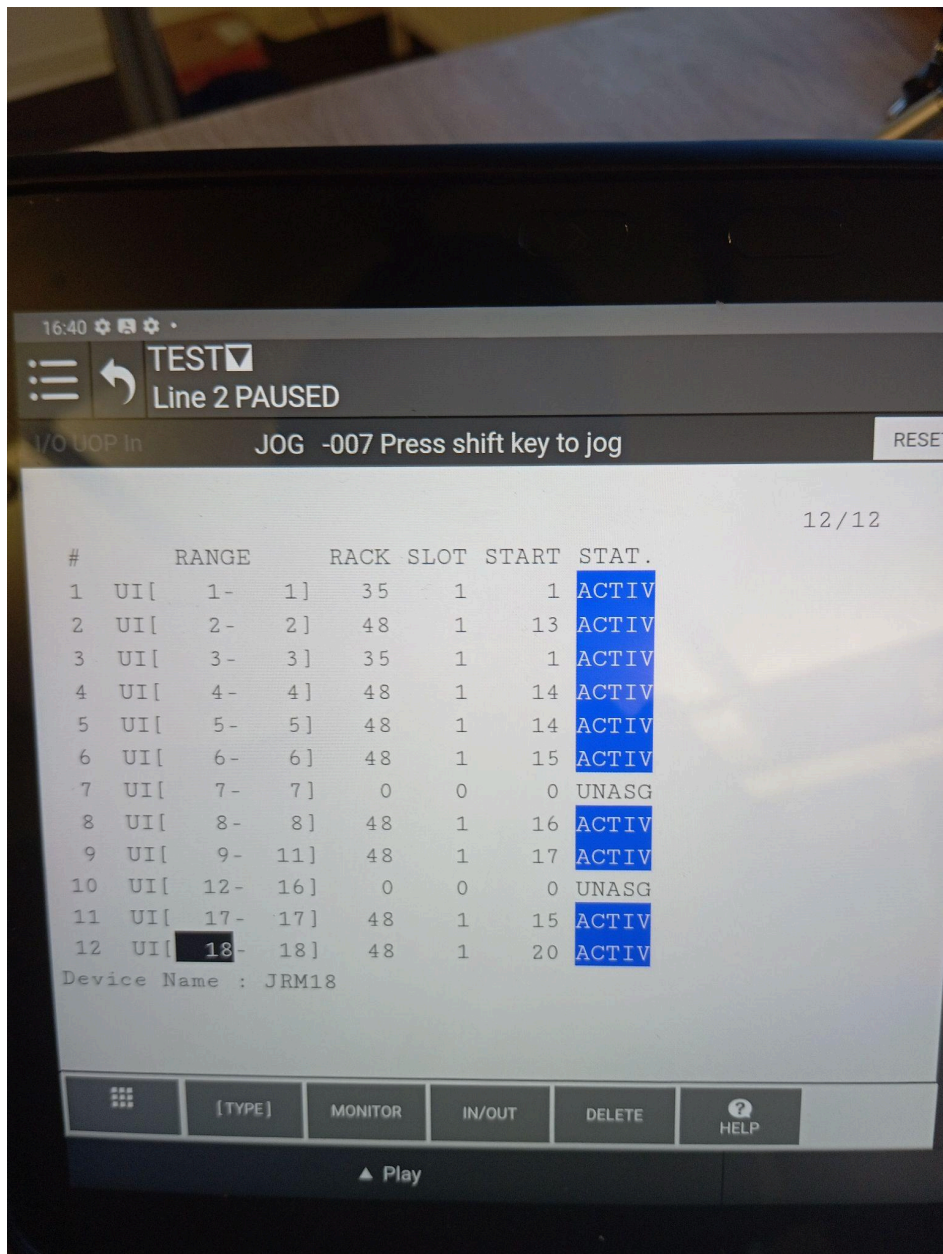 16:40
TEST
Line 2 PAUSED
I/O UOP In JOG -007 Press shift key to jog RESE
12/12
# RANGE RACK SLOT START STAT.
1 UI[ 1- 1] 35 1 1 ACTIV
2 UI[ 2- 2] 48 1 13 ACTIV
3 UI[ 3- 3] 35 1 1 ACTIV
4 UI[ 4- 4] 48 1 14 ACTIV
5 UI[ 5- 5] 48 1 14 ACTIV
6 UI[ 6- 6] 48 1 15 ACTIV
7 UI[ 7- 7] 0 0 0 UNASG
8 UI[ 8- 8] 48 1 16 ACTIV
9 UI[ 9- 11] 48 1 17 ACTIV
10 UI[ 12- 16] 0 0 0 UNASG
11 UI[ 17- 17] 48 1 15 ACTIV
12 UI[ 18- 18] 48 1 20 ACTIV
Device Name : JRM18
[TYPE] MONITOR IN/OUT DELETE ? HELP
▲ Play